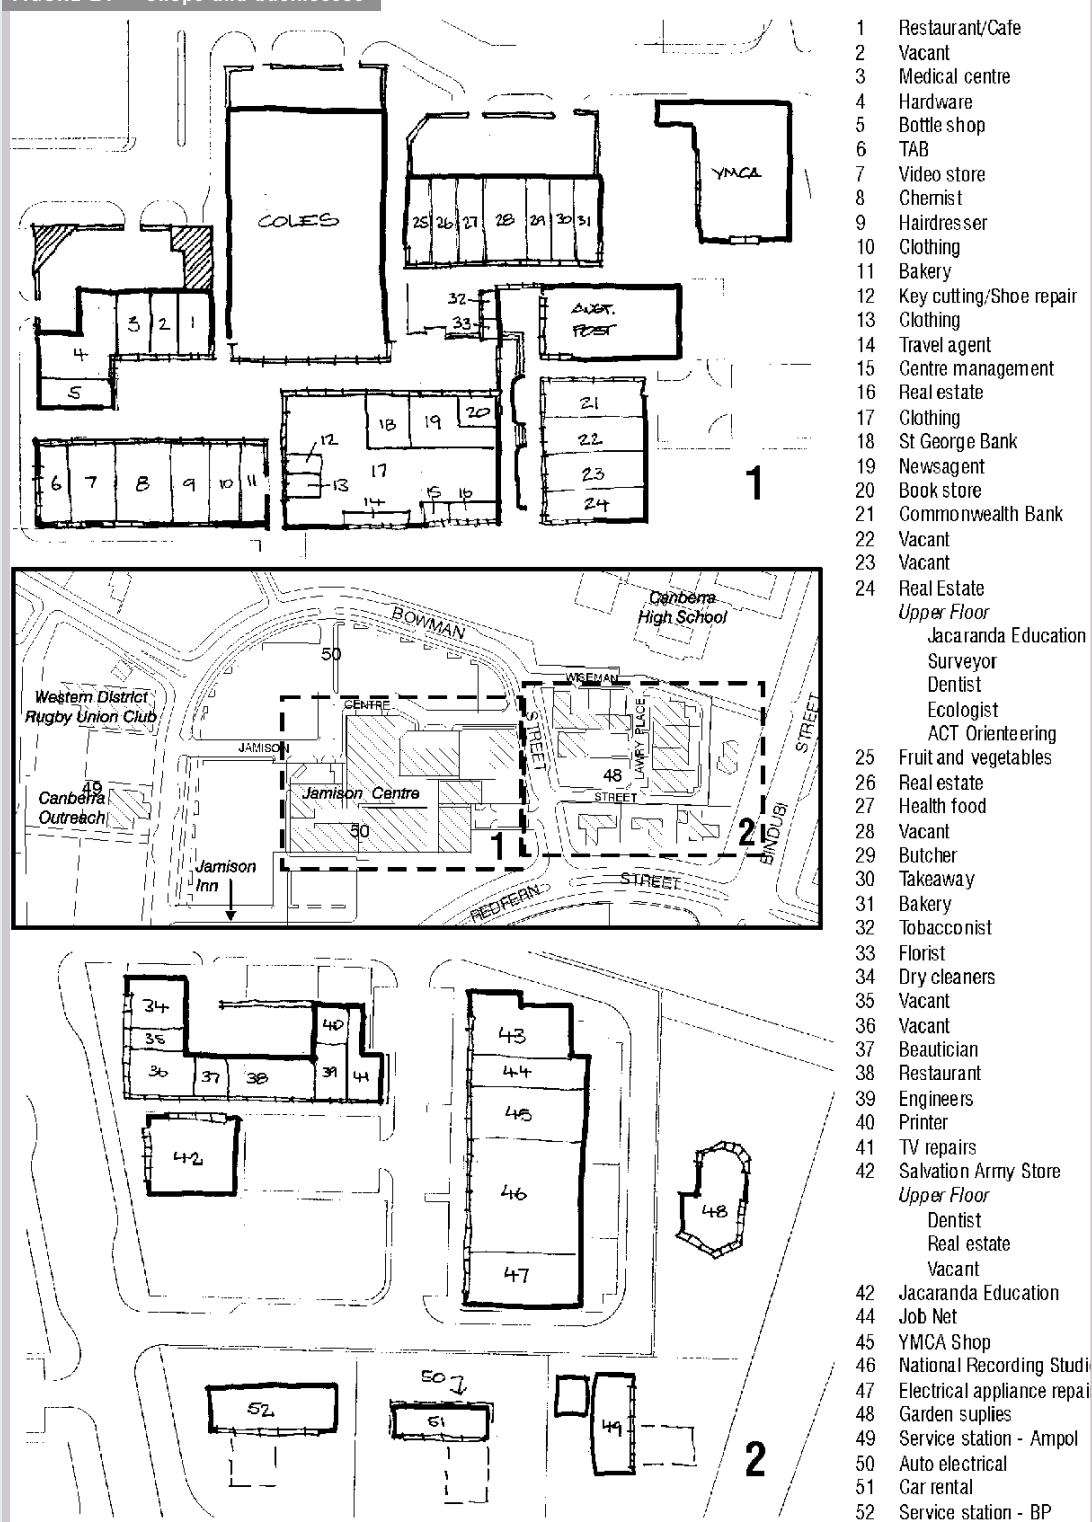 COLES
YMCA
25 26 27 28 29 30 31
32
33
AUST.
POST
3 2 1
4
5
21
22
23
24
18 19 20
12
17
13
14 15 16
6 7 8 9 10 11
1
BOWMAN
STREET
Canberra
High School
50
WISEMAN
Western District
Rugby Union Club
CENTRE
JAMISON
LAWRY PLACE
STREET
48
STREET
49
Canberra
Outreach
Jamison Centre
50
1
2
BINDUBI
Jamison
Inn
REDFERN
STREET
34
35
36 37 38 39 40 41
42
43
44
45
46
47
48
50
51
52
49
2
1 Restaurant/Cafe
2 Vacant
3 Medical centre
4 Hardware
5 Bottle shop
6 TAB
7 Video store
8 Chemist
9 Hairdresser
10 Clothing
11 Bakery
12 Key cutting/Shoe repair
13 Clothing
14 Travel agent
15 Centre management
16 Real estate
17 Clothing
18 St George Bank
19 Newsagent
20 Book store
21 Commonwealth Bank
22 Vacant
23 Vacant
24 Real Estate
Upper Floor
Jacaranda Education
Surveyor
Dentist
Ecologist
ACT Orienteering
25 Fruit and vegetables
26 Real estate
27 Health food
28 Vacant
29 Butcher
30 Takeaway
31 Bakery
32 Tobacconist
33 Florist
34 Dry cleaners
35 Vacant
36 Vacant
37 Beautician
38 Restaurant
39 Engineers
40 Printer
41 TV repairs
42 Salvation Army Store
Upper Floor
Dentist
Real estate
Vacant
42 Jacaranda Education
44 Job Net
45 YMCA Shop
46 National Recording Studi
47 Electrical appliance repai
48 Garden suplies
49 Service station - Ampol
50 Auto electrical
51 Car rental
52 Service station - BP